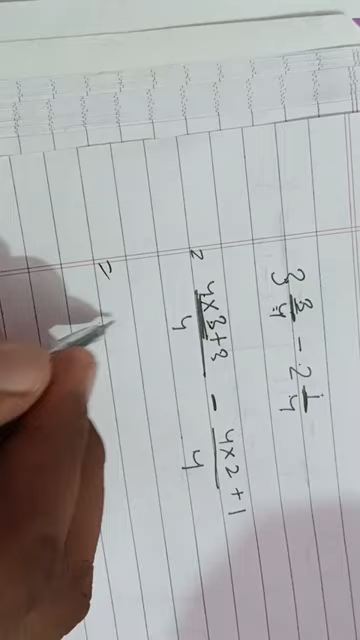 3 3/4 - 2 1/4
= (4×3+3)/4 - (4×2+1)/4
=